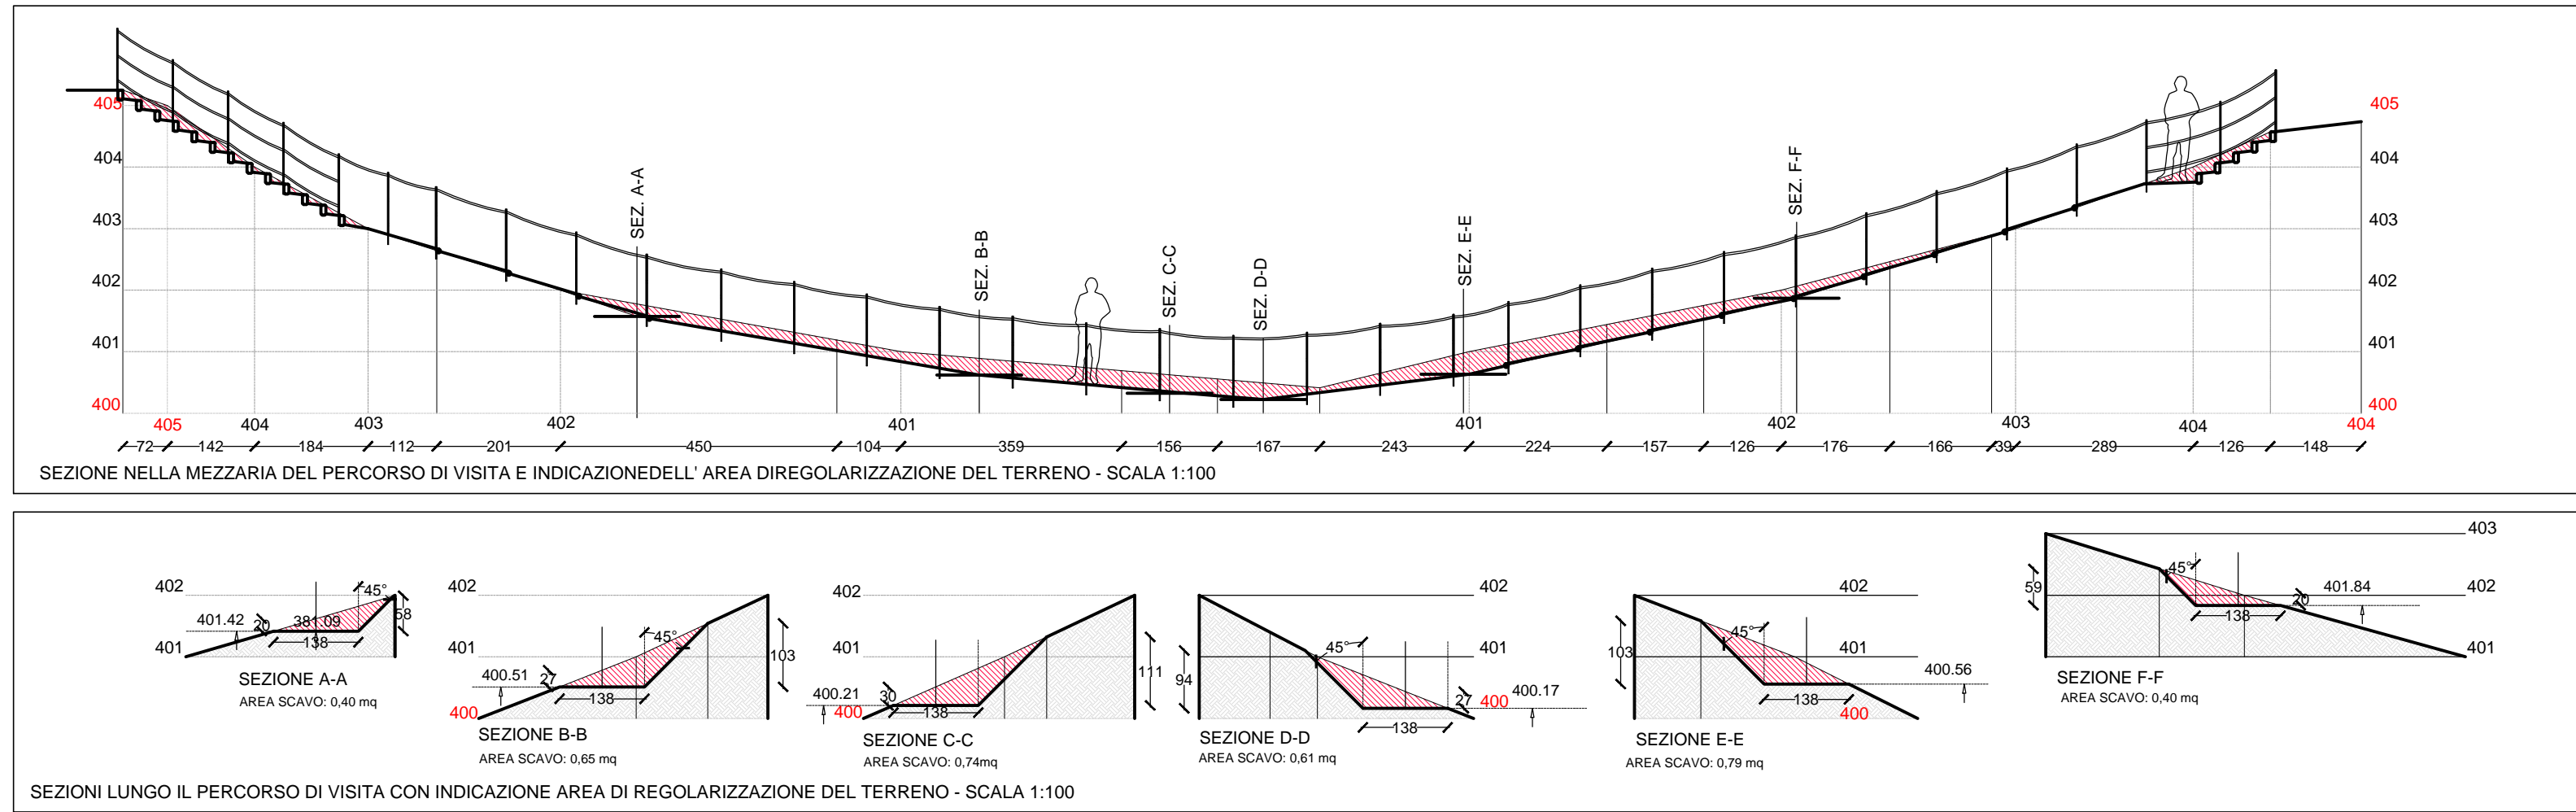 SEZ. A-A
SEZ. B-B
SEZ. C-C
SEZ. D-D
SEZ. E-E
SEZ. F-F
405
404
403
402
401
400
405
404
403
402
401
400
405 404 403 402 401 401 402 403 404 404
72 142 184 112 201 450 104 359 156 167 243 224 157 126 176 166 39 289 126 148
SEZIONE NELLA MEZZARIA DEL PERCORSO DI VISITA E INDICAZIONEDELL' AREA DIREGOLARIZZAZIONE DEL TERRENO - SCALA 1:100
402
401.42
401
20
381.09
138
45°
58
SEZIONE A-A
AREA SCAVO: 0,40 mq
402
401
400.51
400
27
138
45°
103
SEZIONE B-B
AREA SCAVO: 0,65 mq
402
401
400.21
400
30
138
111
SEZIONE C-C
AREA SCAVO: 0,74mq
402
401
400
94
45°
138
27
400.17
SEZIONE D-D
AREA SCAVO: 0,61 mq
402
401
400
103
45°
138
400.56
SEZIONE E-E
AREA SCAVO: 0,79 mq
403
402
401
59
45°
138
20
401.84
SEZIONE F-F
AREA SCAVO: 0,40 mq
SEZIONI LUNGO IL PERCORSO DI VISITA CON INDICAZIONE AREA DI REGOLARIZZAZIONE DEL TERRENO - SCALA 1:100